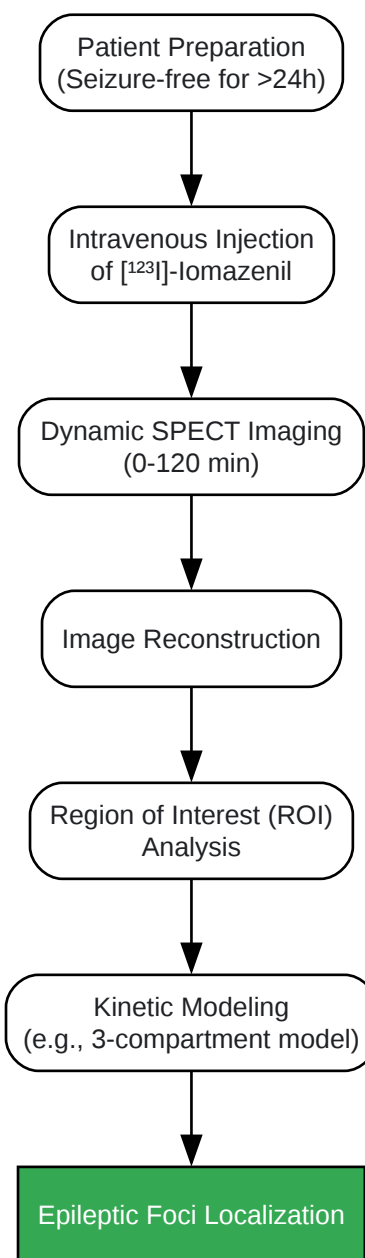 Patient Preparation
(Seizure-free for >24h)
Intravenous Injection
of [¹²³I]-Iomazenil
Dynamic SPECT Imaging
(0-120 min)
Image Reconstruction
Region of Interest (ROI)
Analysis
Kinetic Modeling
(e.g., 3-compartment model)
Epileptic Foci Localization